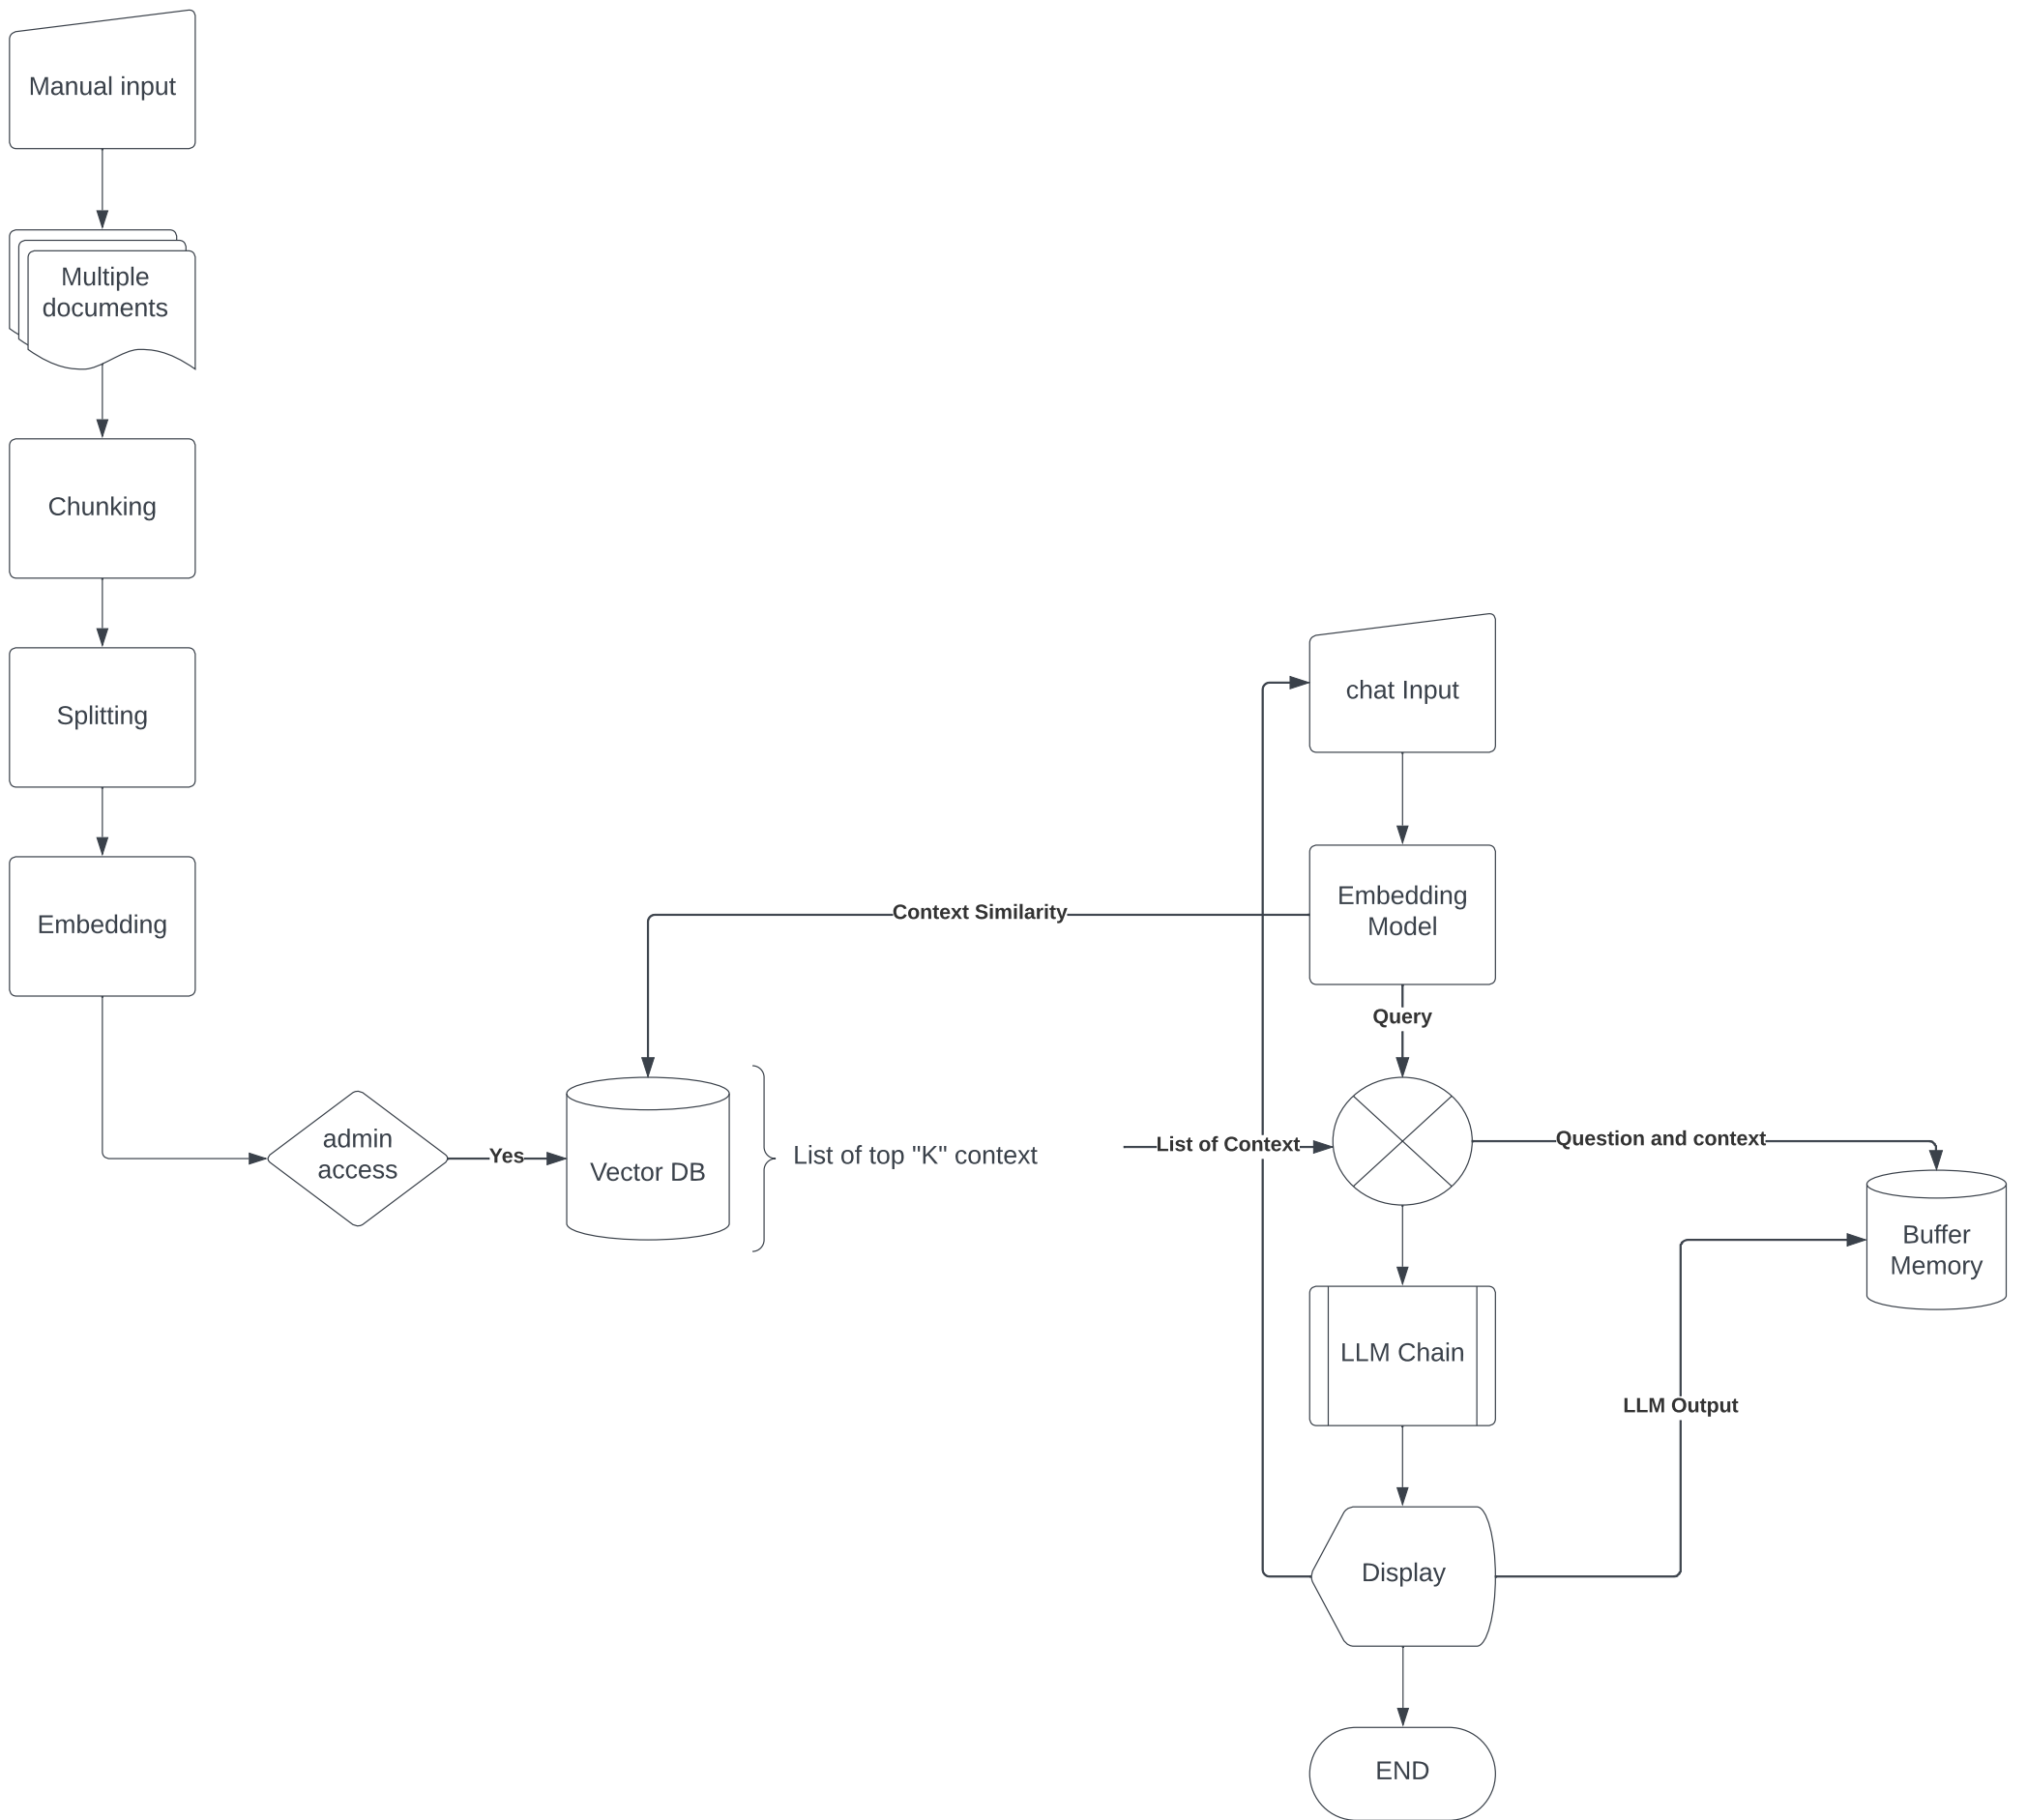 Manual input
Multiple
documents
Chunking
Splitting
Embedding
admin
access
Yes
Vector DB
List of top "K" context
chat Input
Embedding
Model
Context Similarity
Query
List of Context
Question and context
Buffer
Memory
LLM Chain
LLM Output
Display
END